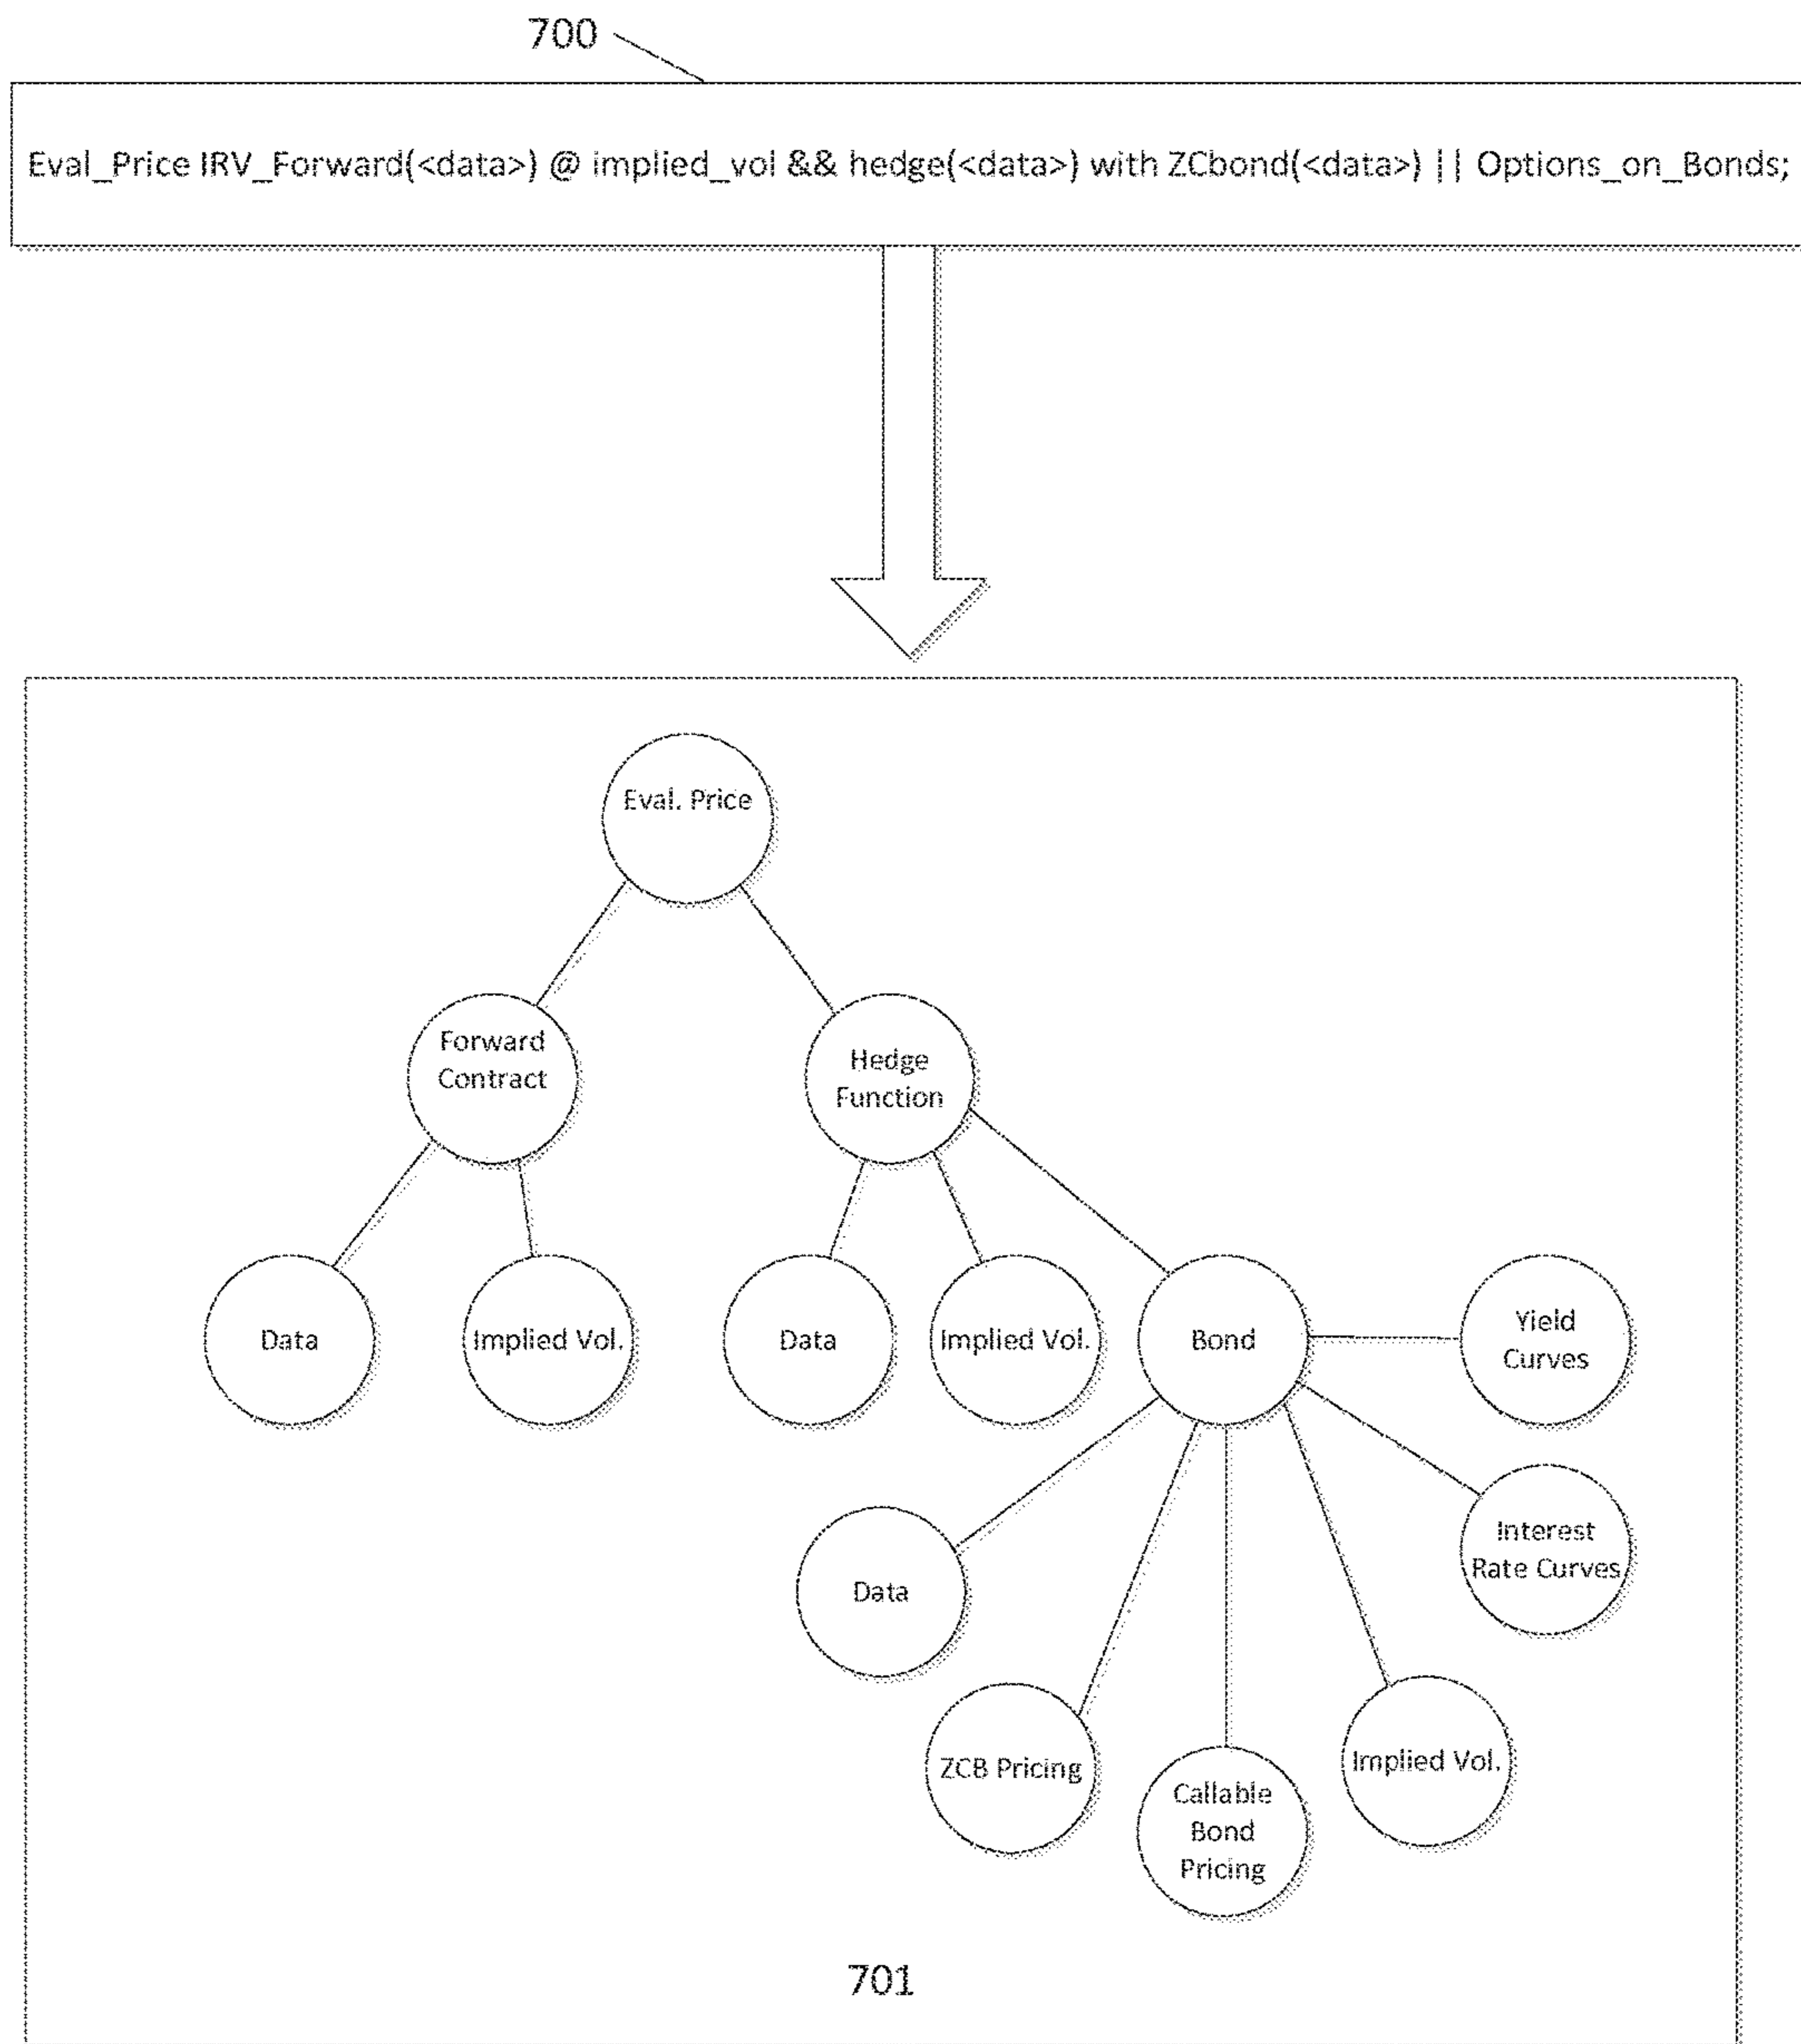 700
Eval_Price IRV_Forward(<data>) @ implied_vol && hedge(<data>) with ZCbond(<data>) || Options_on_Bonds;
Eval. Price
Forward
Contract
Hedge
Function
Data
Implied Vol.
Data
Implied Vol.
Bond
Yield
Curves
Interest
Rate Curves
Data
ZCB Pricing
Callable
Bond
Pricing
Implied Vol.
701